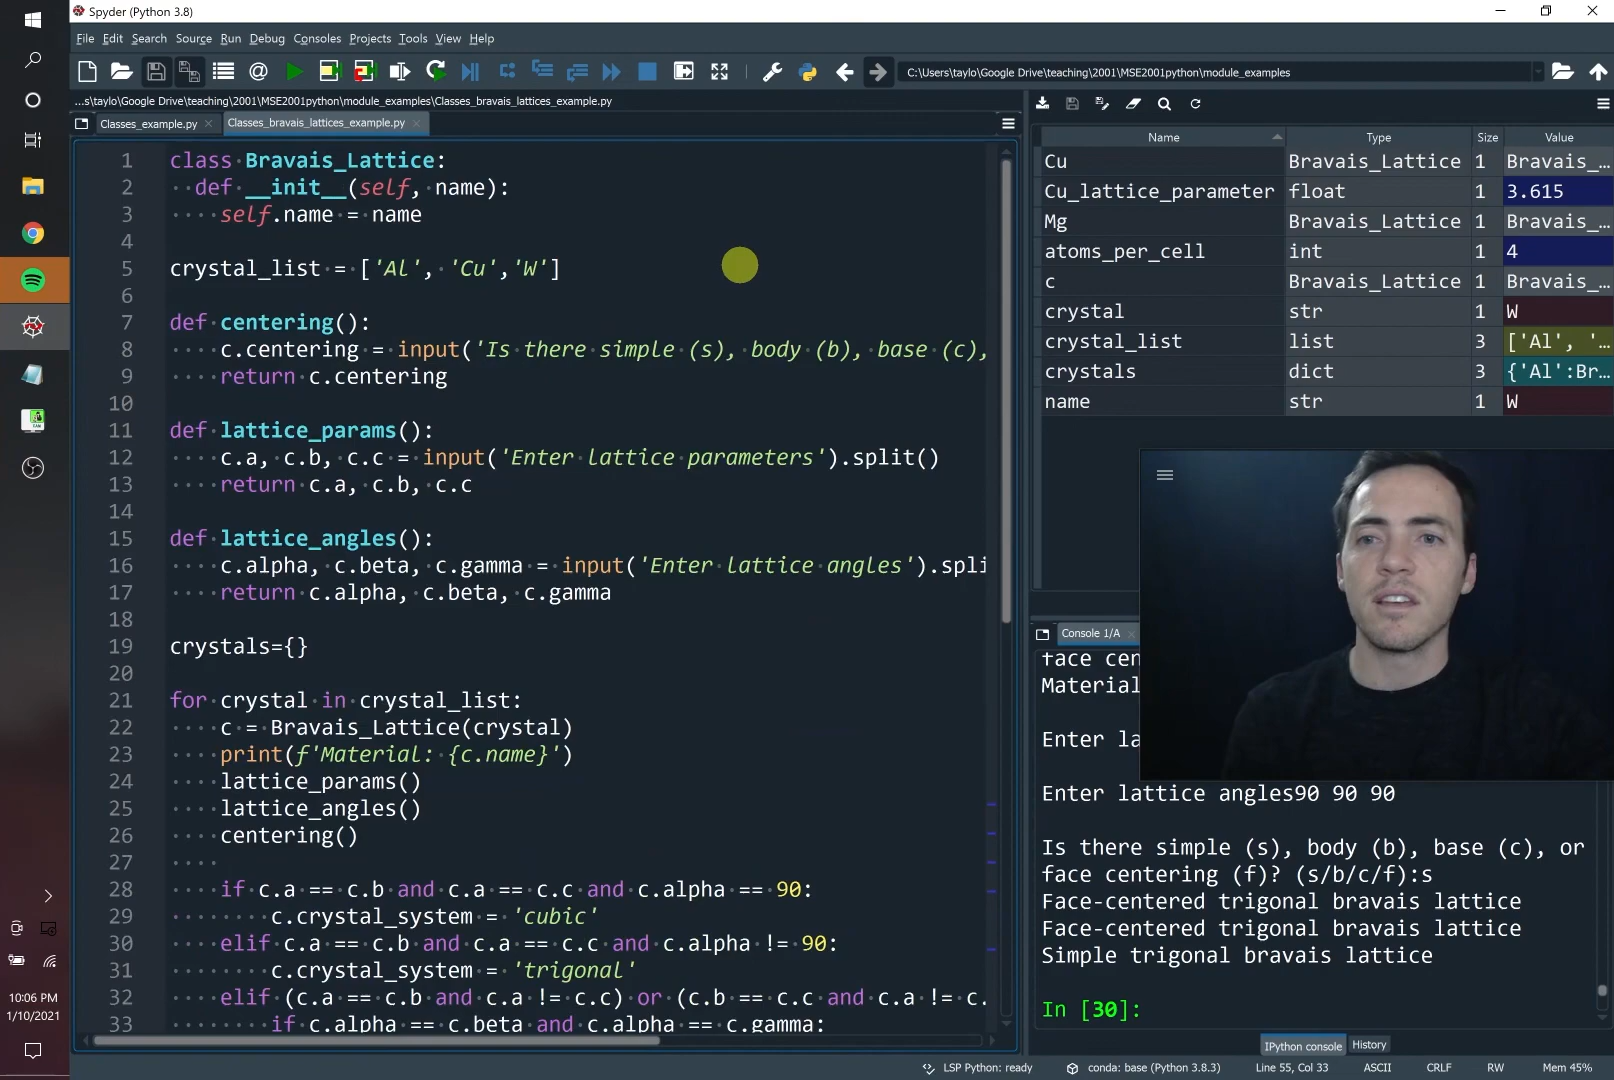 Spyder (Python 3.8)
File Edit Search Source Run Debug Consoles Projects Tools View Help
C:\Users\taylo\Google Drive\teaching\2001\MSE2001python\module_examples
...s\taylo\Google Drive\teaching\2001\MSE2001python\module_examples\Classes_bravais_lattices_example.py
Classes_example.py
Classes_bravais_lattices_example.py
1 class Bravais_Lattice:
2 def __init__(self, name):
3 self.name = name
4
5 crystal_list = ['Al', 'Cu','W']
6
7 def centering():
8 c.centering = input('Is there simple (s), body (b), base (c),
9 return c.centering
10
11 def lattice_params():
12 c.a, c.b, c.c = input('Enter lattice parameters').split()
13 return c.a, c.b, c.c
14
15 def lattice_angles():
16 c.alpha, c.beta, c.gamma = input('Enter lattice angles').spli
17 return c.alpha, c.beta, c.gamma
18
19 crystals={}
20
21 for crystal in crystal_list:
22 c = Bravais_Lattice(crystal)
23 print(f'Material: {c.name}')
24 lattice_params()
25 lattice_angles()
26 centering()
27
28 if c.a == c.b and c.a == c.c and c.alpha == 90:
29 c.crystal_system = 'cubic'
30 elif c.a == c.b and c.a == c.c and c.alpha != 90:
31 c.crystal_system = 'trigonal'
32 elif (c.a == c.b and c.a != c.c) or (c.b == c.c and c.a != c.
33 if c.alpha == c.beta and c.alpha == c.gamma:
Name Type Size Value
Cu Bravais_Lattice 1 Bravais_...
Cu_lattice_parameter float 1 3.615
Mg Bravais_Lattice 1 Bravais_...
atoms_per_cell int 1 4
c Bravais_Lattice 1 Bravais_...
crystal str 1 W
crystal_list list 3 ['Al', '...
crystals dict 3 {'Al':Br...
name str 1 W
Console 1/A
face cen
Material
Enter la
Enter lattice angles90 90 90
Is there simple (s), body (b), base (c), or
face centering (f)? (s/b/c/f):s
Face-centered trigonal bravais lattice
Face-centered trigonal bravais lattice
Simple trigonal bravais lattice
In [30]:
IPython console History
LSP Python: ready conda: base (Python 3.8.3) Line 55, Col 33 ASCII CRLF RW Mem 45%
10:06 PM
1/10/2021